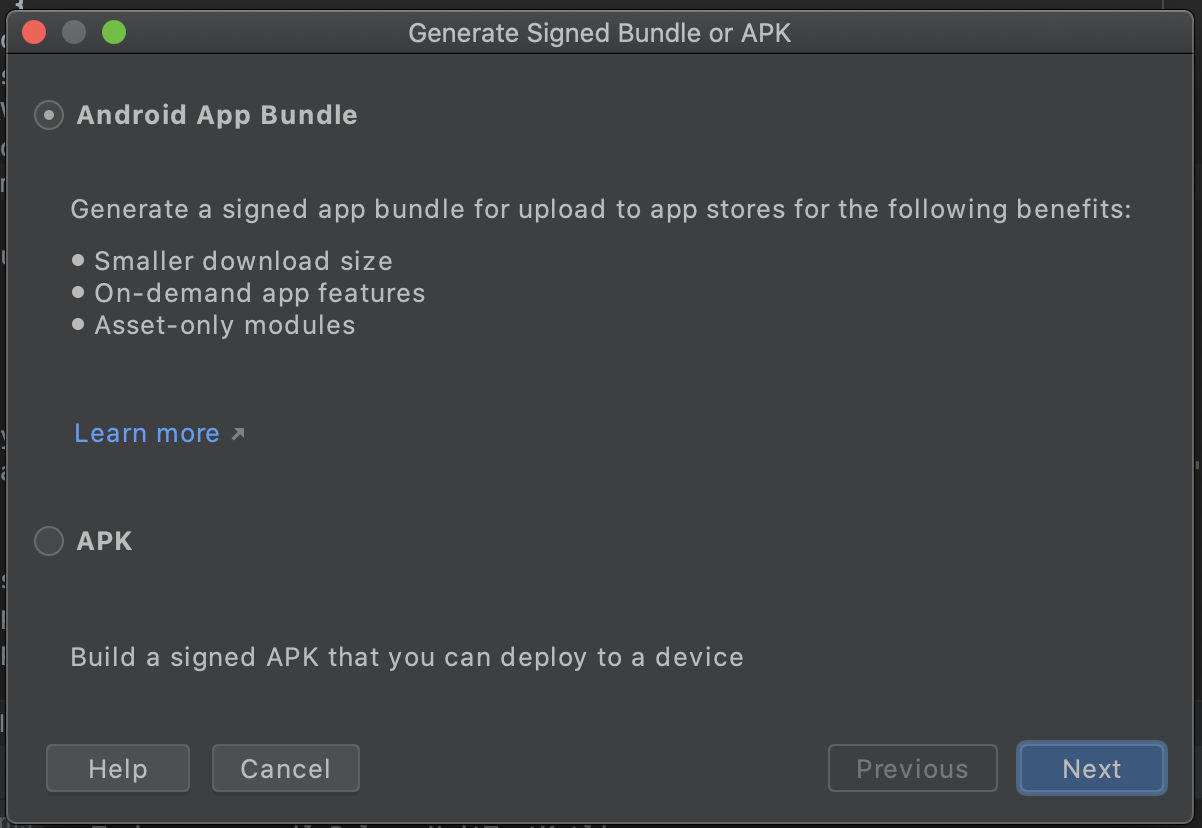 Generate Signed Bundle or APK
Android App Bundle
Generate a signed app bundle for upload to app stores for the following benefits:
• Smaller download size
• On-demand app features
• Asset-only modules
Learn more ↗
APK
Build a signed APK that you can deploy to a device
Help Cancel Previous Next